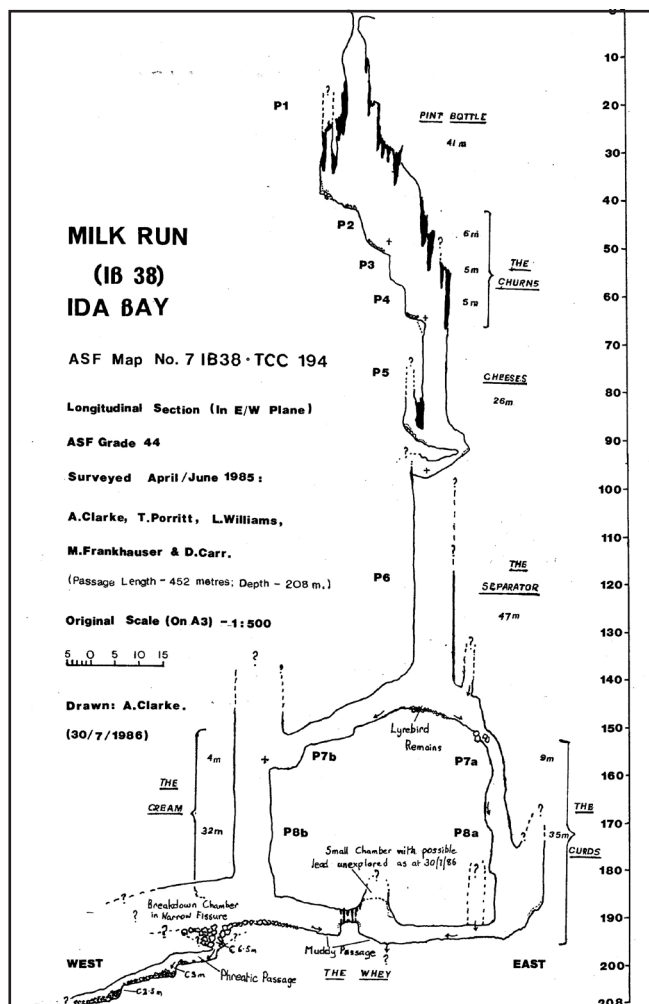 MILK RUN
(IB 38)
IDA BAY
ASF Map No. 7 IB38 · TCC 194
Longitudinal Section (In E/W Plane)
ASF Grade 44
Surveyed April/June 1985 :
A.Clarke, T.Porritt, L.Williams,
M.Frankhauser & D.Carr.
(Passage Length - 452 metres; Depth - 208 m.)
Original Scale (On A3) - 1:500
5 0 5 10 15
Drawn: A.Clarke.
(30/7/1986)
P1
?
PINT BOTTLE
41m
P2
P3
P4
?
6m
5m
5m
THE
CHURNS
P5
?
CHEESES
26m
?
P6
?
?
THE
SEPARATOR
47m
?
?
?
Lyrebird
Remains
P7b
P7a
4m
THE
CREAM
32m
9m
THE
CURDS
35m
?
P8b
P8a
Small Chamber with possible
lead unexplored as at 30/7/86
?
?
?
Breakdown Chamber
in Narrow Fissure
?
?
C 6·5m
Muddy Passage
?
WEST
Phreatic Passage
THE WHEY
EAST
C3m
C2·5m
?
0
10
20
30
40
50
60
70
80
90
100
110
120
130
140
150
160
170
180
190
200
208